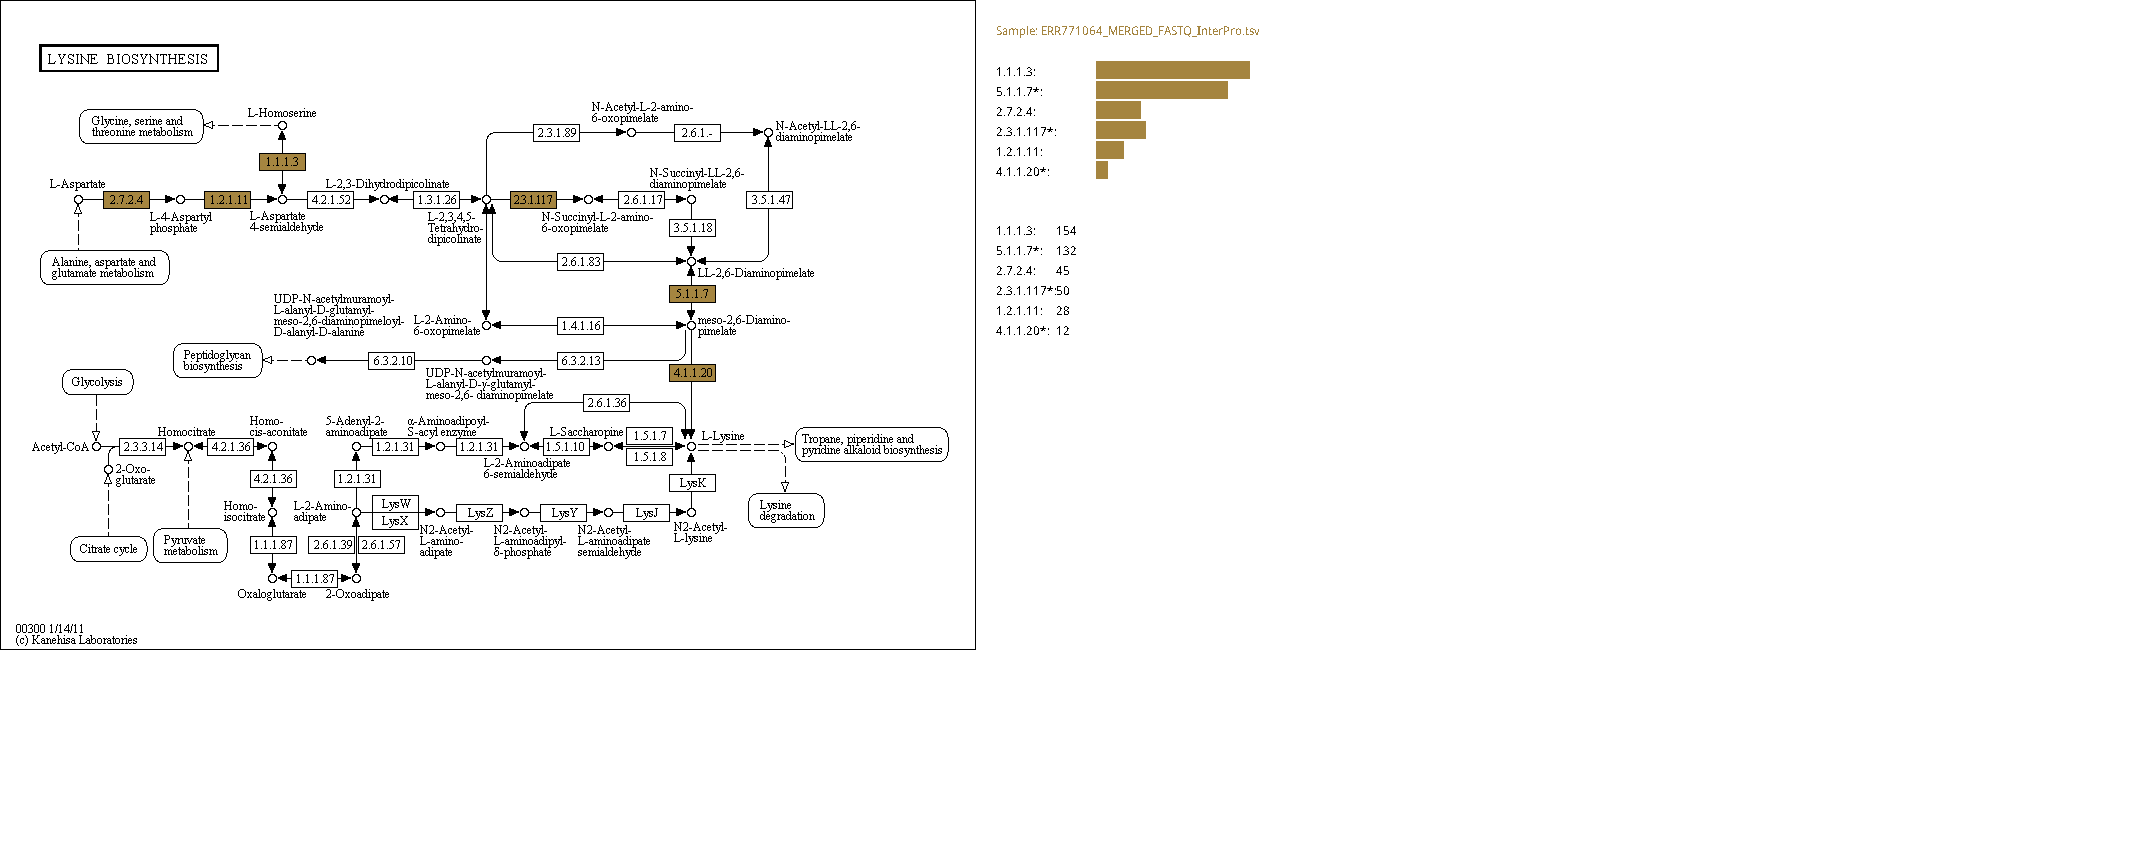 LYSINE BIOSYNTHESIS
Glycine, serine and
threonine metabolism
L-Homoserine
1.1.1.3
L-Aspartate
2.7.2.4
L-4-Aspartyl
phosphate
1.2.1.11
L-Aspartate
4-semialdehyde
4.2.1.52
L-2,3-Dihydrodipicolinate
1.3.1.26
L-2,3,4,5-
Tetrahydro-
dipicolinate
Alanine, aspartate and
glutamate metabolism
N-Acetyl-L-2-amino-
6-oxopimelate
2.3.1.89
2.6.1.-
N-Acetyl-LL-2,6-
diaminopimelate
2.3.1.117
N-Succinyl-L-2-amino-
6-oxopimelate
2.6.1.17
N-Succinyl-LL-2,6-
diaminopimelate
3.5.1.47
3.5.1.18
2.6.1.83
LL-2,6-Diaminopimelate
5.1.1.7
UDP-N-acetylmuramoyl-
L-alanyl-D-glutamyl-
meso-2,6-diaminopimeloyl-
D-alanyl-D-alanine
L-2-Amino-
6-oxopimelate
1.4.1.16
meso-2,6-Diamino-
pimelate
Peptidoglycan
biosynthesis
6.3.2.10
6.3.2.13
UDP-N-acetylmuramoyl-
L-alanyl-D-γ-glutamyl-
meso-2,6- diaminopimelate
4.1.1.20
Glycolysis
2.6.1.36
Acetyl-CoA
2.3.3.14
Homocitrate
4.2.1.36
Homo-
cis-aconitate
5-Adenyl-2-
aminoadipate
1.2.1.31
α-Aminoadipoyl-
S-acyl enzyme
1.2.1.31
L-2-Aminoadipate
6-semialdehyde
1.5.1.10
L-Saccharopine
1.5.1.7
1.5.1.8
L-Lysine
Tropane, piperidine and
pyridine alkaloid biosynthesis
2-Oxo-
glutarate
4.2.1.36
1.2.1.31
LysK
Lysine
degradation
Homo-
isocitrate
L-2-Amino-
adipate
LysW
LysX
N2-Acetyl-
L-amino-
adipate
LysZ
N2-Acetyl-
L-aminoadipyl-
δ-phosphate
LysY
N2-Acetyl-
L-aminoadipate
semialdehyde
LysJ
N2-Acetyl-
L-lysine
Citrate cycle
Pyruvate
metabolism
1.1.1.87
2.6.1.39
2.6.1.57
1.1.1.87
Oxaloglutarate
2-Oxoadipate
00300 1/14/11
(c) Kanehisa Laboratories
Sample: ERR771064_MERGED_FASTQ_InterPro.tsv
1.1.1.3:
5.1.1.7*:
2.7.2.4:
2.3.1.117*:
1.2.1.11:
4.1.1.20*:
1.1.1.3: 154
5.1.1.7*: 132
2.7.2.4: 45
2.3.1.117*:50
1.2.1.11: 28
4.1.1.20*: 12